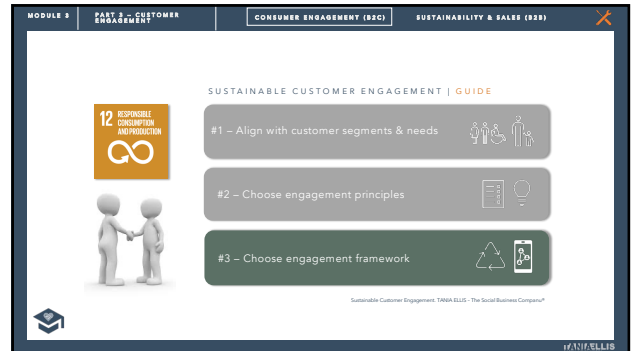 MODULE 3
PART 3 – CUSTOMER
ENGAGEMENT
CONSUMER ENGAGEMENT (B2C)
SUSTAINABILITY & SALES (B2B)
SUSTAINABLE CUSTOMER ENGAGEMENT | GUIDE
12 RESPONSIBLE
CONSUMPTION
AND PRODUCTION
#1 – Align with customer segments & needs
#2 – Choose engagement principles
#3 – Choose engagement framework
Sustainable Customer Engagement, TANIA ELLIS - The Social Business Company®
TANIA ELLIS